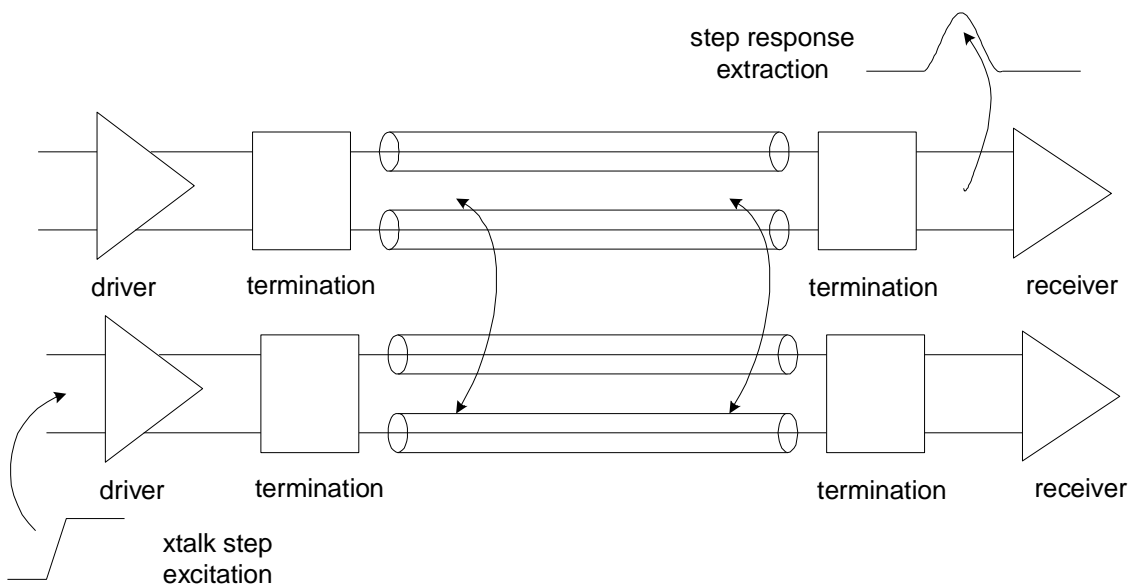 step response
extraction
driver
termination
termination
receiver
driver
termination
termination
receiver
xtalk step
excitation